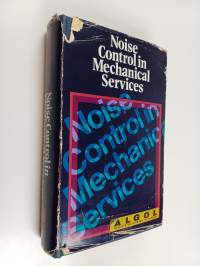 Noise
Control in
Mechanical
Services
Noise
Control in
Mechanic
Services
ALGOL
Noise Control in